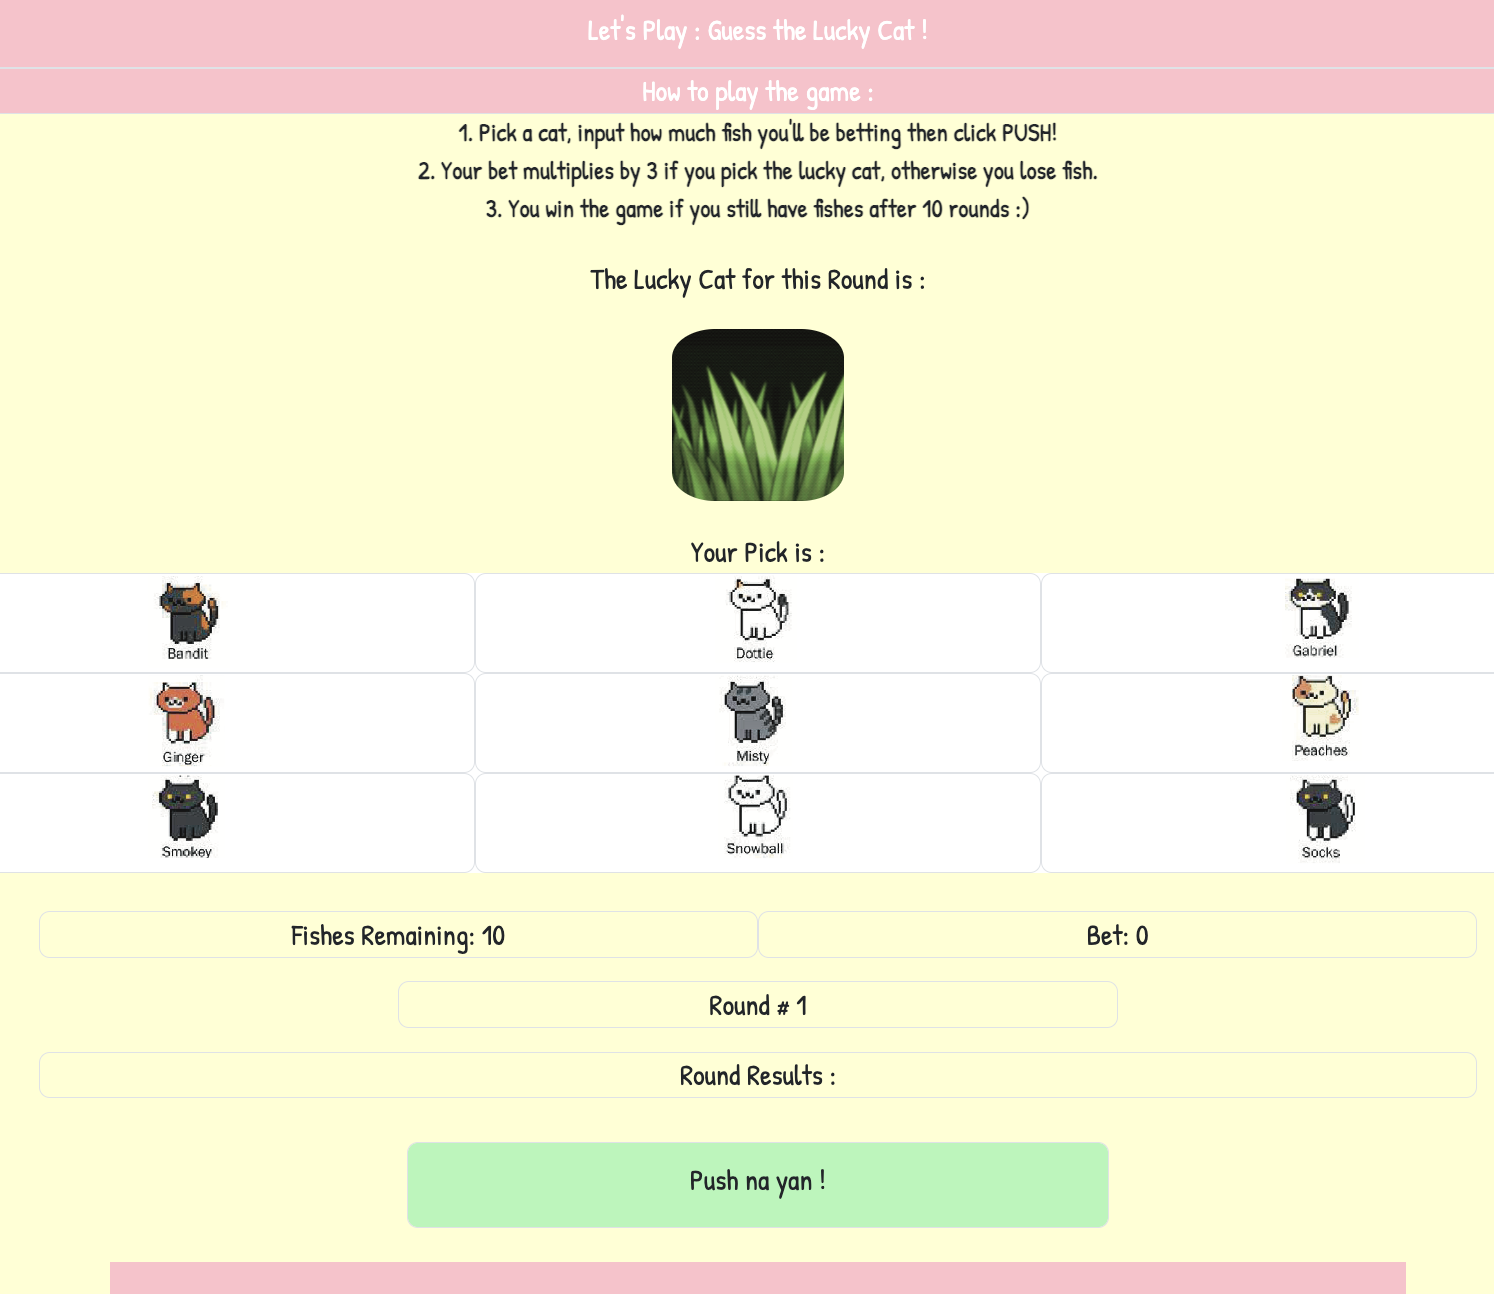 Let's Play : Guess the Lucky Cat !
How to play the game :
1. Pick a cat, input how much fish you'll be betting then click PUSH!
2. Your bet multiplies by 3 if you pick the lucky cat, otherwise you lose fish.
3. You win the game if you still have fishes after 10 rounds :)
The Lucky Cat for this Round is :
Your Pick is :
Bandit
Dottie
Gabriel
Ginger
Misty
Peaches
Smokey
Snowball
Socks
Fishes Remaining: 10
Bet: 0
Round # 1
Round Results :
Push na yan !